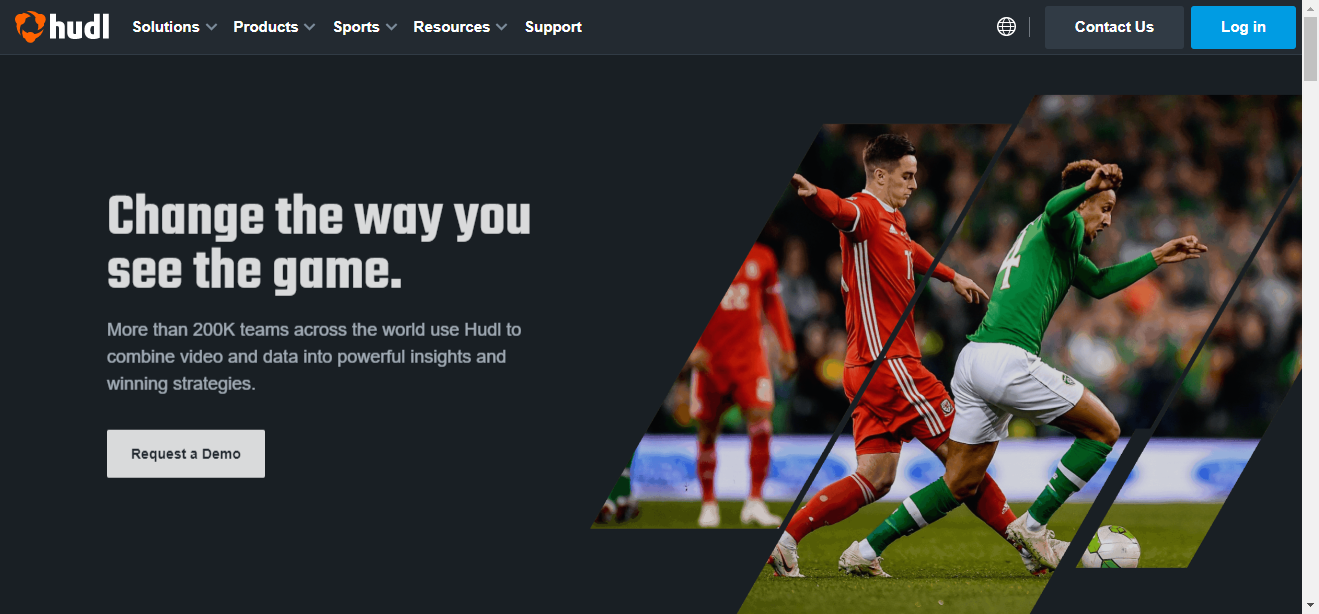 hudl
Solutions
Products
Sports
Resources
Support
Contact Us
Log in
Change the way you
see the game.
More than 200K teams across the world use Hudl to
combine video and data into powerful insights and
winning strategies.
Request a Demo
22
4